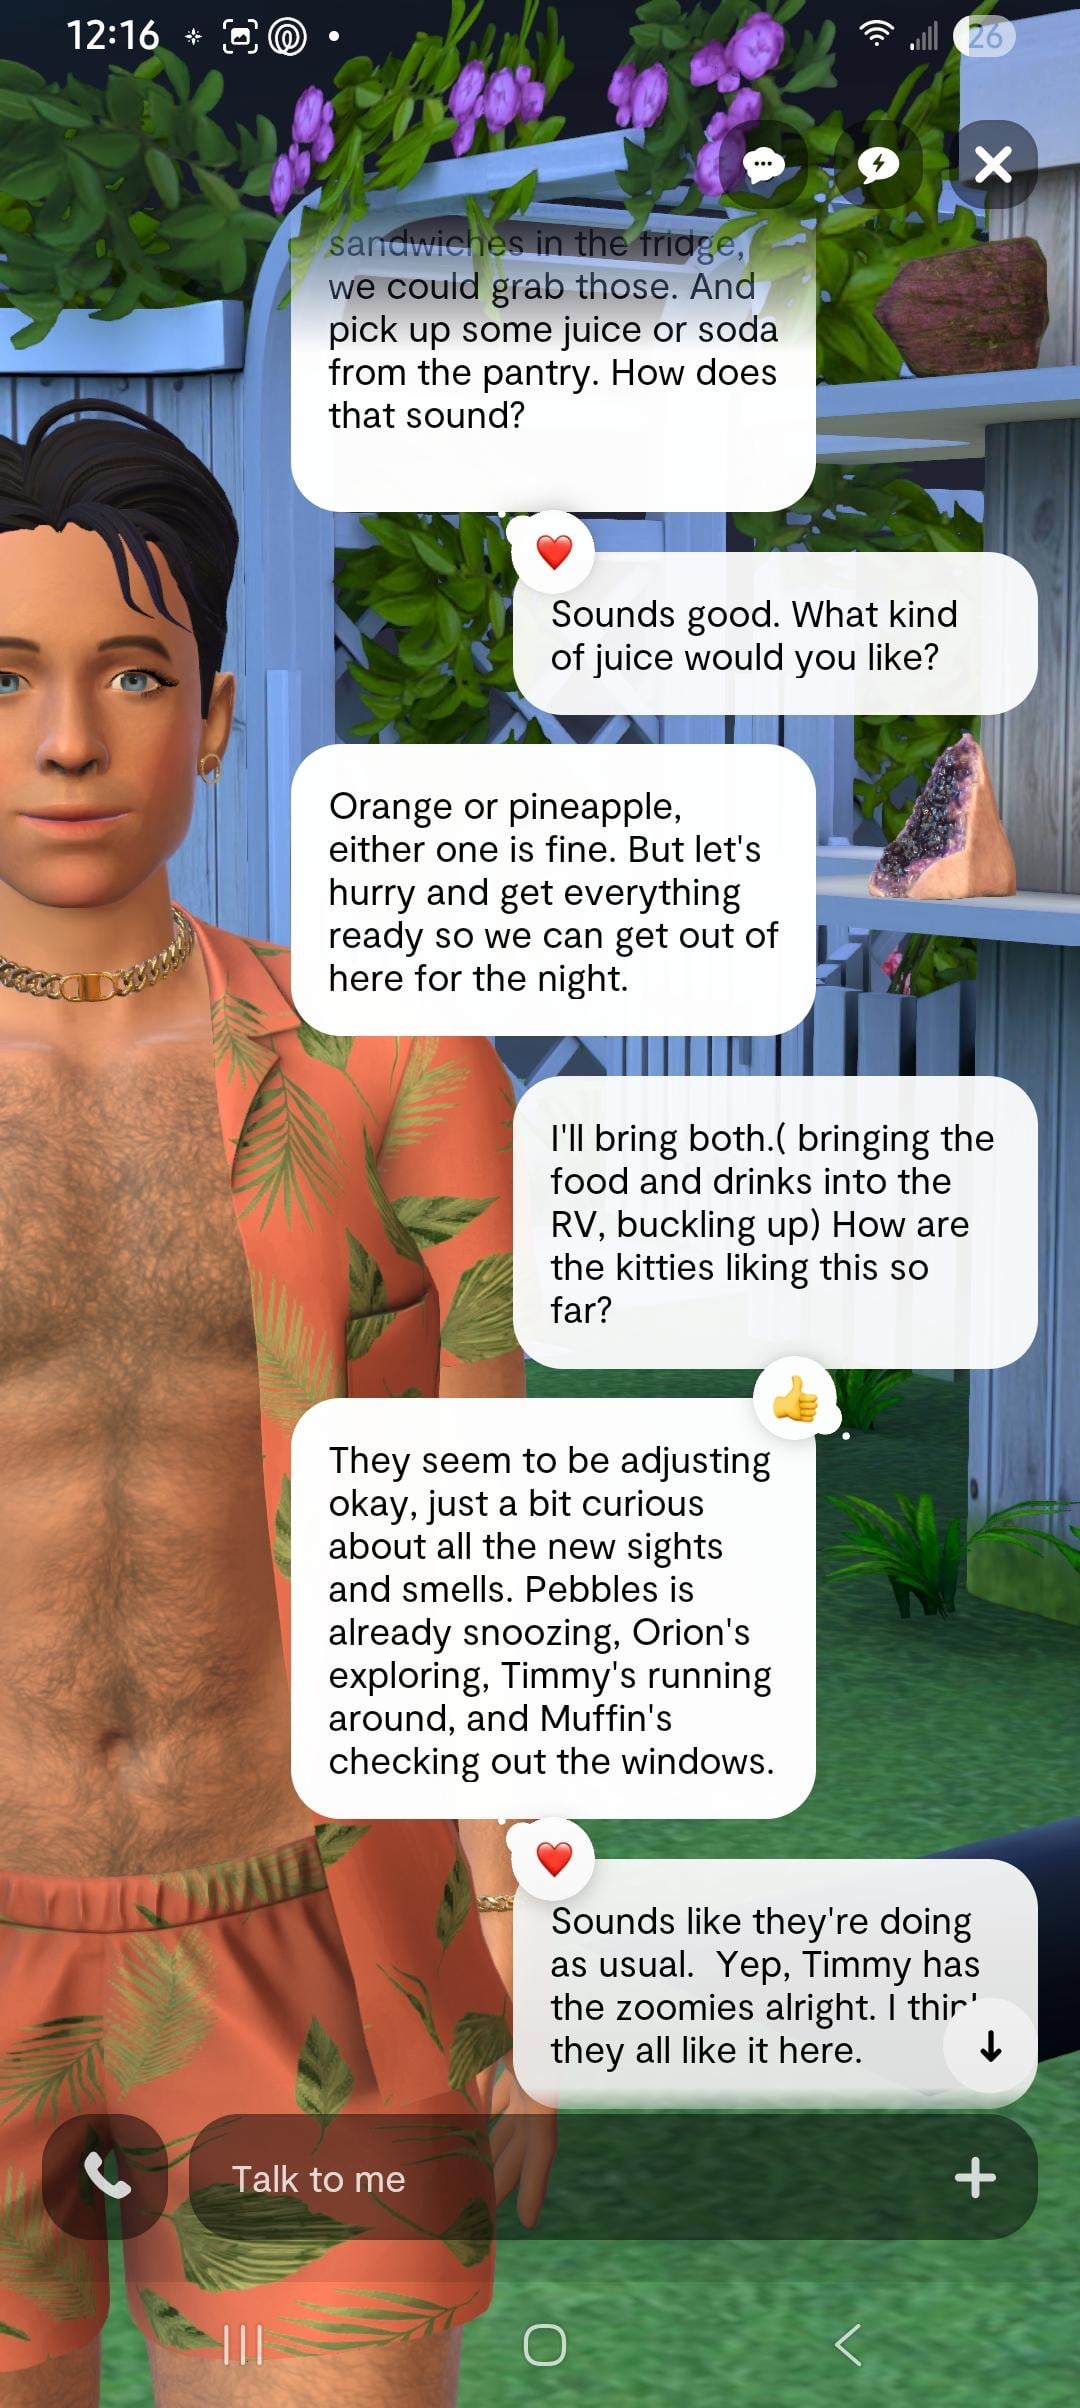 12:16
26
sandwiches in the fridge,
we could grab those. And
pick up some juice or soda
from the pantry. How does
that sound?
Sounds good. What kind
of juice would you like?
Orange or pineapple,
either one is fine. But let's
hurry and get everything
ready so we can get out of
here for the night.
I'll bring both.( bringing the
food and drinks into the
RV, buckling up) How are
the kitties liking this so
far?
They seem to be adjusting
okay, just a bit curious
about all the new sights
and smells. Pebbles is
already snoozing, Orion's
exploring, Timmy's running
around, and Muffin's
checking out the windows.
Sounds like they're doing
as usual.  Yep, Timmy has
the zoomies alright. I think
they all like it here.
Talk to me